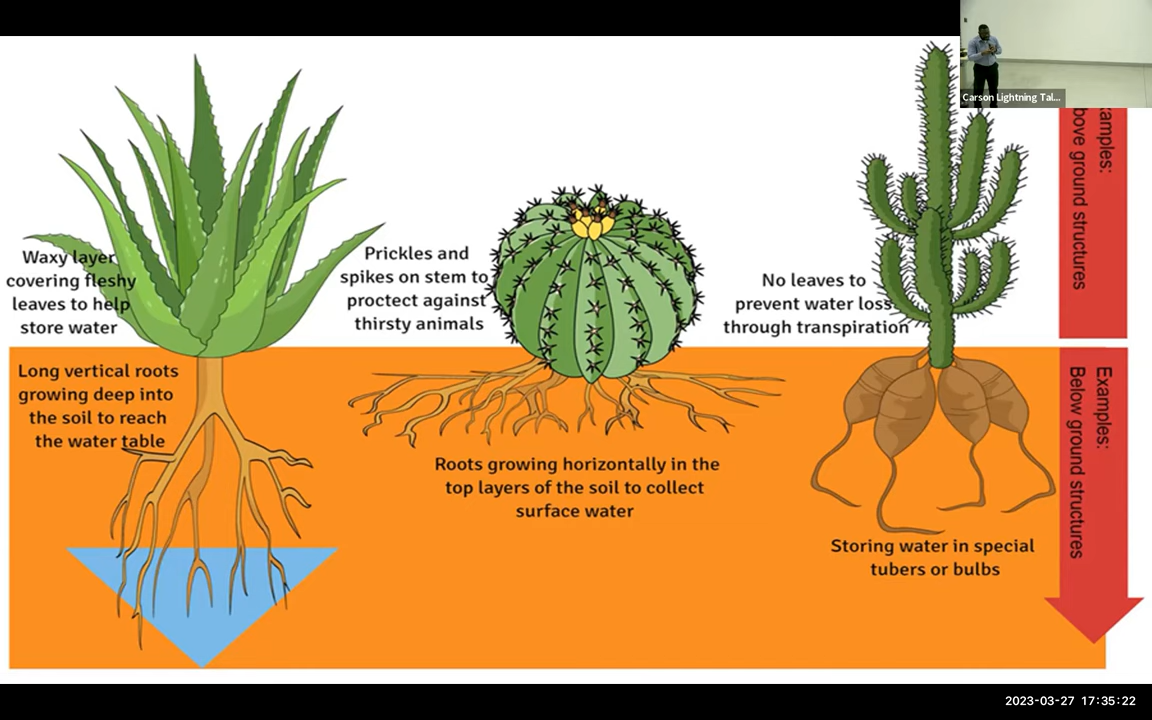 Carson Lightning Tal...
Waxy layer
covering fleshy
leaves to help
store water
Prickles and
spikes on stem to
proctect against
thirsty animals
No leaves to
prevent water loss
through transpiration
ground structures
Long vertical roots
growing deep into
the soil to reach
the water table
Roots growing horizontally in the
top layers of the soil to collect
surface water
Storing water in special
tubers or bulbs
Examples:
Below ground structures
2023-03-27 17:35:22